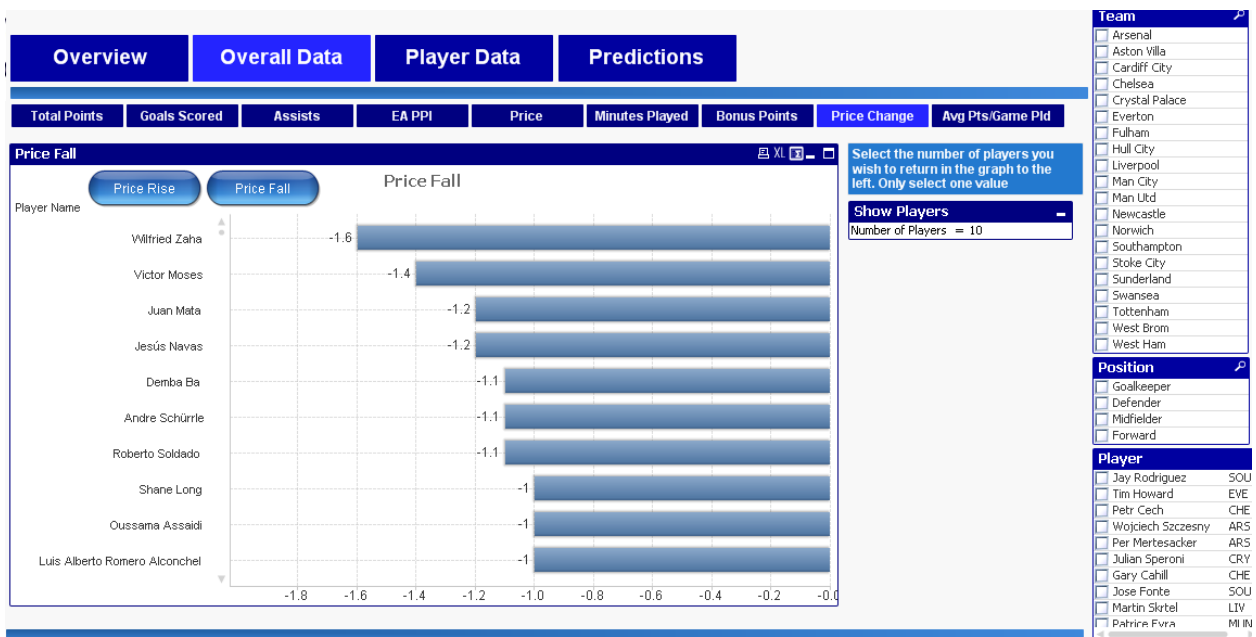 Overview
Overall Data
Player Data
Predictions
Total Points
Goals Scored
Assists
EA PPI
Price
Minutes Played
Bonus Points
Price Change
Avg Pts/Game Pld
Price Fall
XL
Price Rise
Price Fall
Price Fall
Player Name
Wilfried Zaha
-1.6
Victor Moses
-1.4
Juan Mata
-1.2
Jesús Navas
-1.2
Demba Ba
-1.1
Andre Schürrle
-1.1
Roberto Soldado
-1.1
Shane Long
-1
Oussama Assaidi
-1
Luis Alberto Romero Alconchel
-1
-1.8 -1.6 -1.4 -1.2 -1.0 -0.8 -0.6 -0.4 -0.2 -0.0
Select the number of players you
wish to return in the graph to the
left. Only select one value
Show Players
Number of Players = 10
Team
Arsenal
Aston Villa
Cardiff City
Chelsea
Crystal Palace
Everton
Fulham
Hull City
Liverpool
Man City
Man Utd
Newcastle
Norwich
Southampton
Stoke City
Sunderland
Swansea
Tottenham
West Brom
West Ham
Position
Goalkeeper
Defender
Midfielder
Forward
Player
Jay Rodriguez SOU
Tim Howard EVE
Petr Cech CHE
Wojciech Szczesny ARS
Per Mertesacker ARS
Julian Speroni CRY
Gary Cahill CHE
Jose Fonte SOU
Martin Skrtel LIV
Patrice Evra MUN